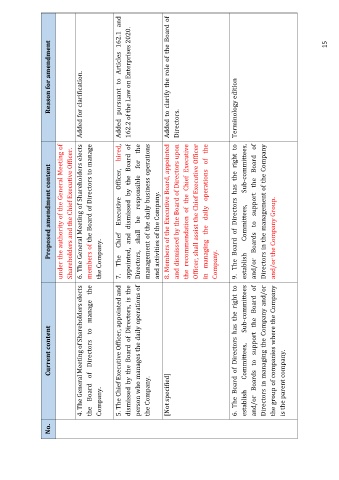 No.
Current content
Proposed amendment content
Reason for amendment
under the authority of the General Meeting of
Shareholders and the Chief Executive Officer.
4. The General Meeting of Shareholders elects
the Board of Directors to manage the
Company.
6. The General Meeting of Shareholders elects
members of the Board of Directors to manage
the Company.
Added for clarification.
5. The Chief Executive Officer, appointed and
dismissed by the Board of Directors, is the
person who manages the daily operations of
the Company.
7. The Chief Executive Officer, hired,
appointed, and dismissed by the Board of
Directors, shall be responsible for the
management of the daily business operations
and activities of the Company.
Added pursuant to Articles 162.1 and
162.2 of the Law on Enterprises 2020.
[Not specified]
8. Members of the Executive Board, appointed
and dismissed by the Board of Directors upon
the recommendation of the Chief Executive
Officer, shall assist the Chief Executive Officer
in managing the daily operations of the
Company.
Added to clarify the role of the Board of
Directors.
6. The Board of Directors has the right to
establish Committees, Sub-committees
and/or Boards to support the Board of
Directors in managing the Company and/or
the group of companies where the Company
is the parent company.
9. The Board of Directors has the right to
establish Committees, Sub-committees,
and/or Boards to support the Board of
Directors in the management of the Company
and/or the Company Group.
Terminology edition
15